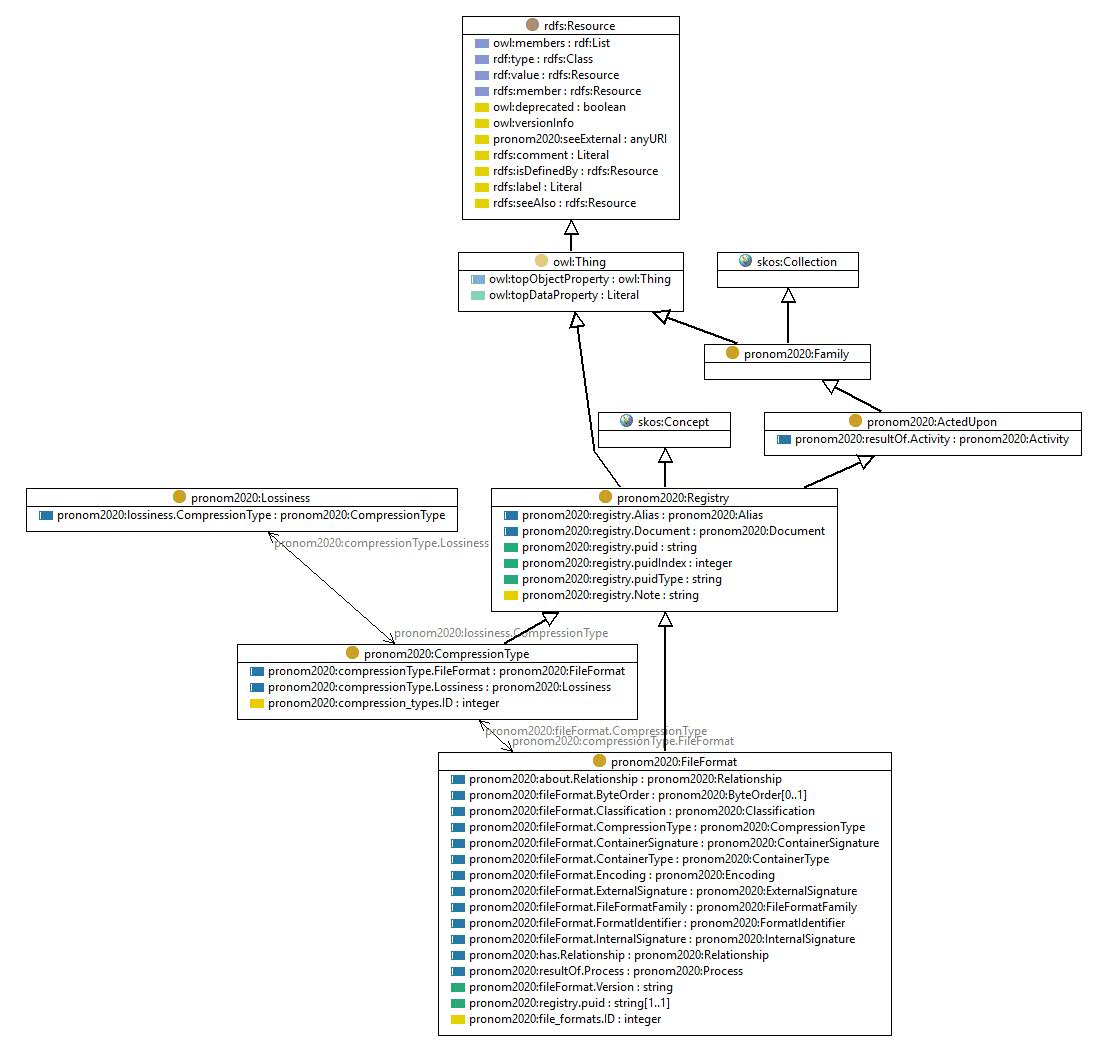 rdfs:Resource
owl:members : rdf:List
rdf:type : rdfs:Class
rdf:value : rdfs:Resource
rdfs:member : rdfs:Resource
owl:deprecated : boolean
owl:versionInfo
pronom2020:seeExternal : anyURI
rdfs:comment : Literal
rdfs:isDefinedBy : rdfs:Resource
rdfs:label : Literal
rdfs:seeAlso : rdfs:Resource
owl:Thing
owl:topObjectProperty : owl:Thing
owl:topDataProperty : Literal
skos:Collection
pronom2020:Family
skos:Concept
pronom2020:ActedUpon
pronom2020:resultOf.Activity : pronom2020:Activity
pronom2020:Lossiness
pronom2020:lossiness.CompressionType : pronom2020:CompressionType
pronom2020:compressionType.Lossiness
pronom2020:Registry
pronom2020:registry.Alias : pronom2020:Alias
pronom2020:registry.Document : pronom2020:Document
pronom2020:registry.puid : string
pronom2020:registry.puidIndex : integer
pronom2020:registry.puidType : string
pronom2020:registry.Note : string
pronom2020:lossiness.CompressionType
pronom2020:CompressionType
pronom2020:compressionType.FileFormat : pronom2020:FileFormat
pronom2020:compressionType.Lossiness : pronom2020:Lossiness
pronom2020:compression_types.ID : integer
pronom2020:fileFormat.CompressionType
pronom2020:compressionType.FileFormat
pronom2020:FileFormat
pronom2020:about.Relationship : pronom2020:Relationship
pronom2020:fileFormat.ByteOrder : pronom2020:ByteOrder[0..1]
pronom2020:fileFormat.Classification : pronom2020:Classification
pronom2020:fileFormat.CompressionType : pronom2020:CompressionType
pronom2020:fileFormat.ContainerSignature : pronom2020:ContainerSignature
pronom2020:fileFormat.ContainerType : pronom2020:ContainerType
pronom2020:fileFormat.Encoding : pronom2020:Encoding
pronom2020:fileFormat.ExternalSignature : pronom2020:ExternalSignature
pronom2020:fileFormat.FileFormatFamily : pronom2020:FileFormatFamily
pronom2020:fileFormat.FormatIdentifier : pronom2020:FormatIdentifier
pronom2020:fileFormat.InternalSignature : pronom2020:InternalSignature
pronom2020:has.Relationship : pronom2020:Relationship
pronom2020:resultOf.Process : pronom2020:Process
pronom2020:fileFormat.Version : string
pronom2020:registry.puid : string[1..1]
pronom2020:file_formats.ID : integer